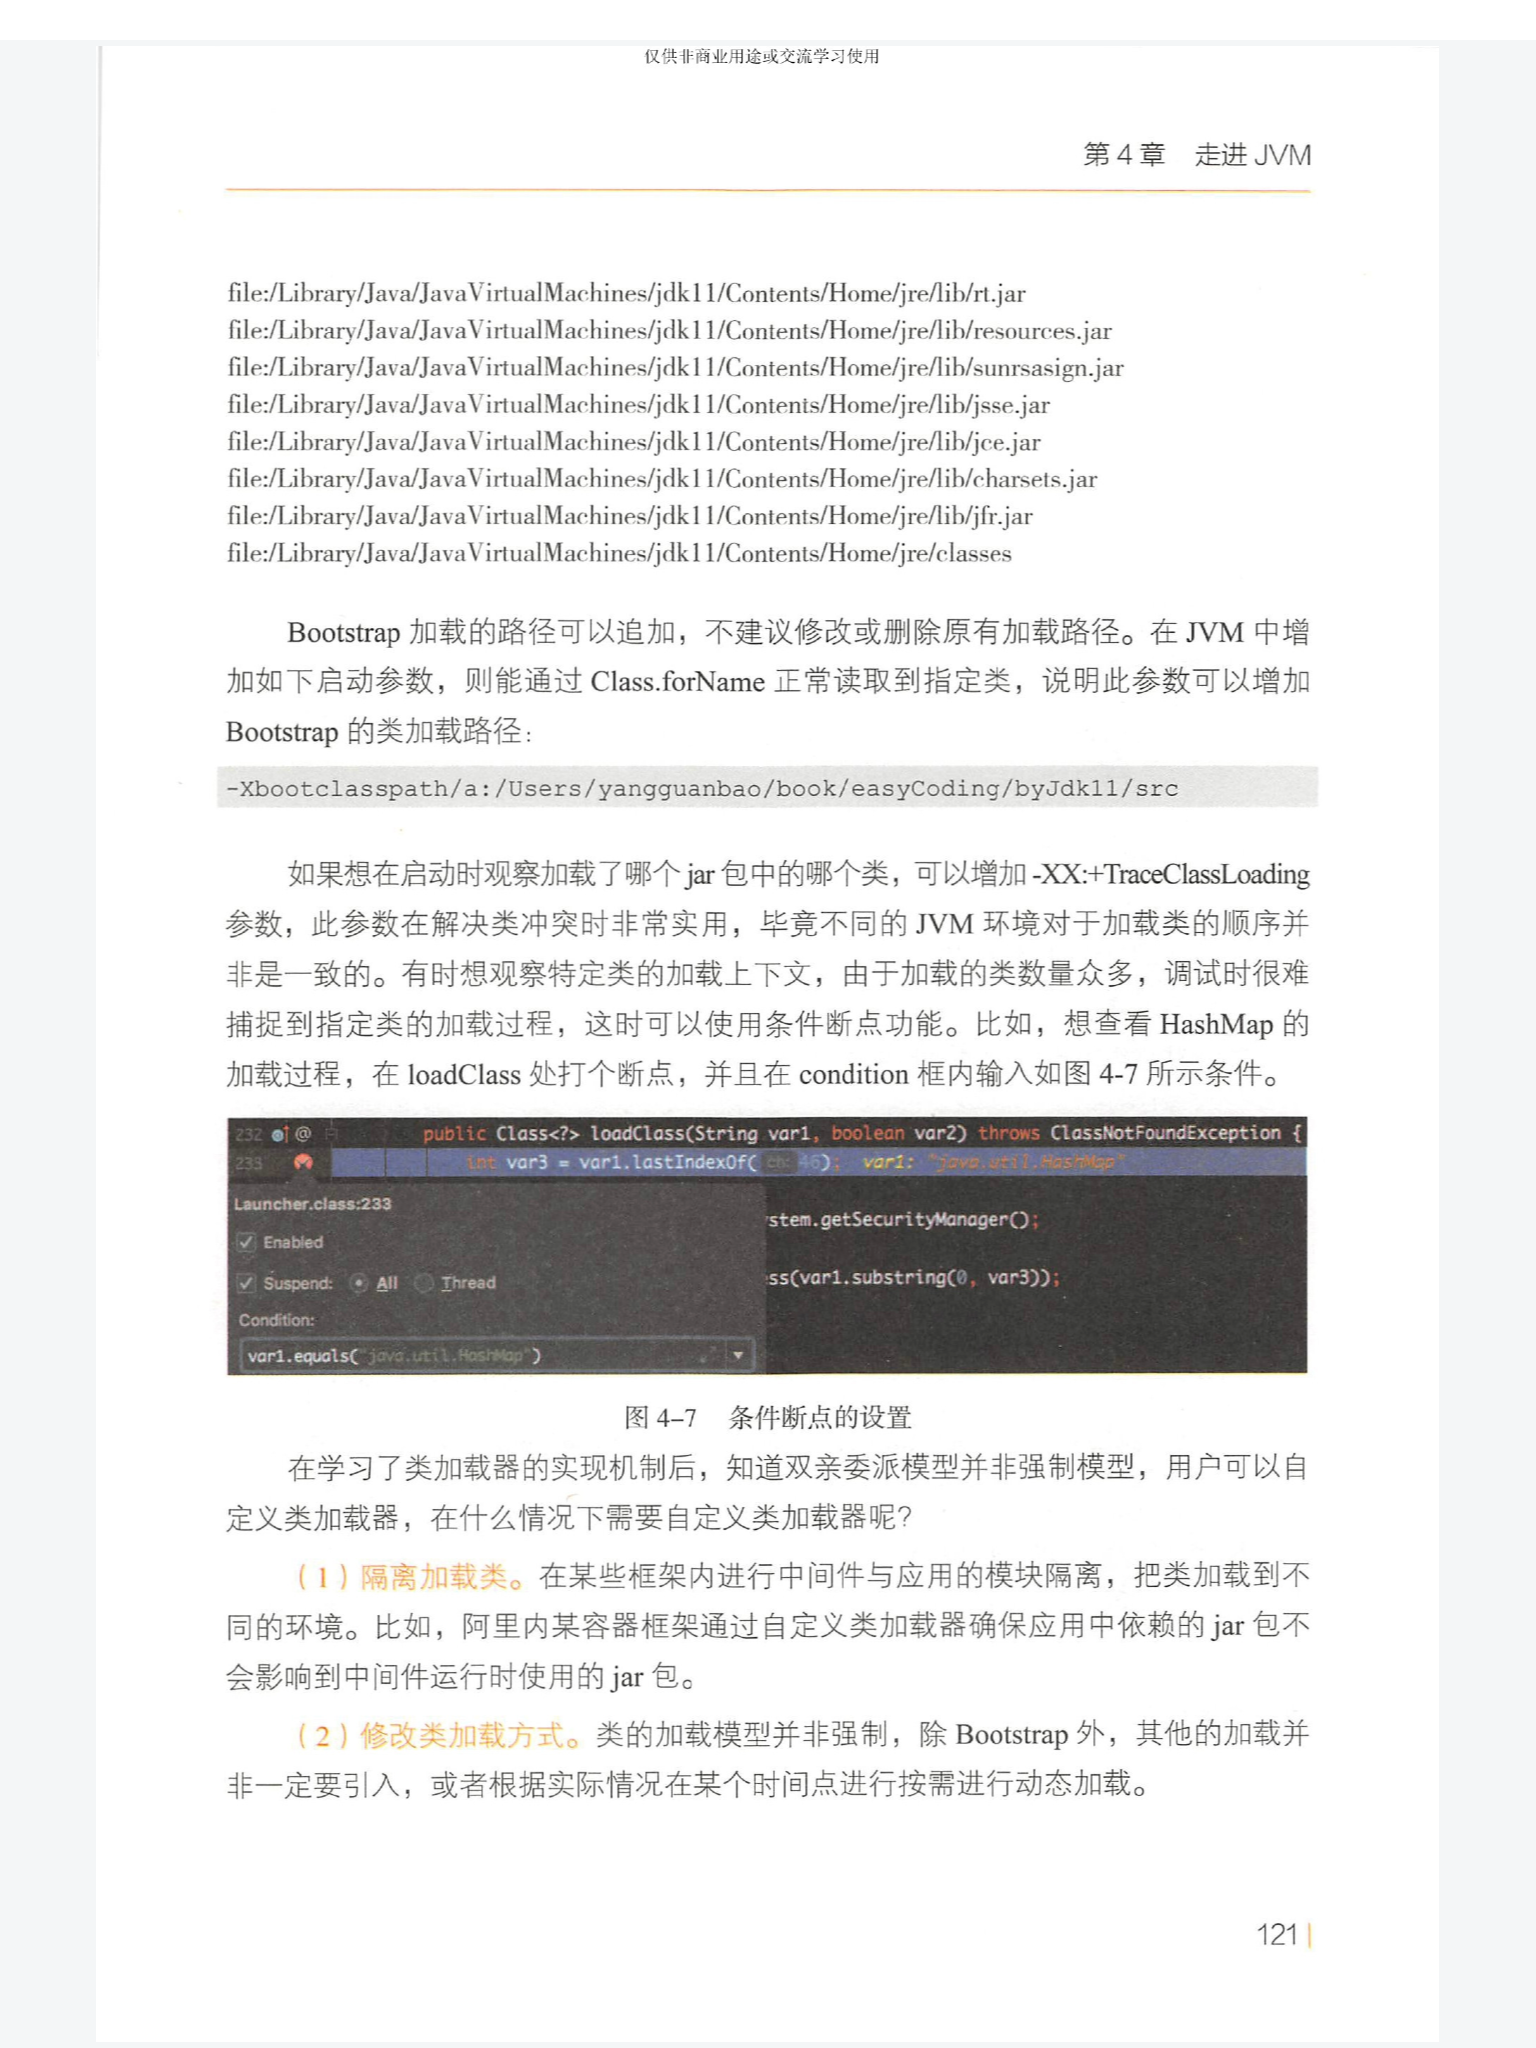 仅供非商业用途或交流学习使用
第 4 章 走进 JVM
file:/Library/Java/JavaVirtualMachines/jdk11/Contents/Home/jre/lib/rt.jar
file:/Library/Java/JavaVirtualMachines/jdk11/Contents/Home/jre/lib/resources.jar
file:/Library/Java/JavaVirtualMachines/jdk11/Contents/Home/jre/lib/sunrsasign.jar
file:/Library/Java/JavaVirtualMachines/jdk11/Contents/Home/jre/lib/jsse.jar
file:/Library/Java/JavaVirtualMachines/jdk11/Contents/Home/jre/lib/jce.jar
file:/Library/Java/JavaVirtualMachines/jdk11/Contents/Home/jre/lib/charsets.jar
file:/Library/Java/JavaVirtualMachines/jdk11/Contents/Home/jre/lib/jfr.jar
file:/Library/Java/JavaVirtualMachines/jdk11/Contents/Home/jre/classes
Bootstrap 加载的路径可以追加，不建议修改或删除原有加载路径。在 JVM 中增
加如下启动参数，则能通过 Class.forName 正常读取到指定类，说明此参数可以增加
Bootstrap 的类加载路径：
-Xbootclasspath/a:/Users/yangguanbao/book/easyCoding/byJdk11/src
如果想在启动时观察加载了哪个 jar 包中的哪个类，可以增加 -XX:+TraceClassLoading
参数，此参数在解决类冲突时非常实用，毕竟不同的 JVM 环境对于加载类的顺序并
非是一致的。有时想观察特定类的加载上下文，由于加载的类数量众多，调试时很难
捕捉到指定类的加载过程，这时可以使用条件断点功能。比如，想查看 HashMap 的
加载过程，在 loadClass 处打个断点，并且在 condition 框内输入如图 4-7 所示条件。
232 @ public Class<?> loadClass(String var1, boolean var2) throws ClassNotFoundException {
233 int var3 = var1.lastIndexOf( ch: 46); var1: "java.util.HashMap"
Launcher.class:233
stem.getSecurityManager();
Enabled
Suspend: All Thread
ss(var1.substring(0, var3));
Condition:
var1.equals("java.util.HashMap")
图 4-7 条件断点的设置
在学习了类加载器的实现机制后，知道双亲委派模型并非强制模型，用户可以自
定义类加载器，在什么情况下需要自定义类加载器呢？
（1）隔离加载类。在某些框架内进行中间件与应用的模块隔离，把类加载到不
同的环境。比如，阿里内某容器框架通过自定义类加载器确保应用中依赖的 jar 包不
会影响到中间件运行时使用的 jar 包。
（2）修改类加载方式。类的加载模型并非强制，除 Bootstrap 外，其他的加载并
非一定要引入，或者根据实际情况在某个时间点进行按需进行动态加载。
121